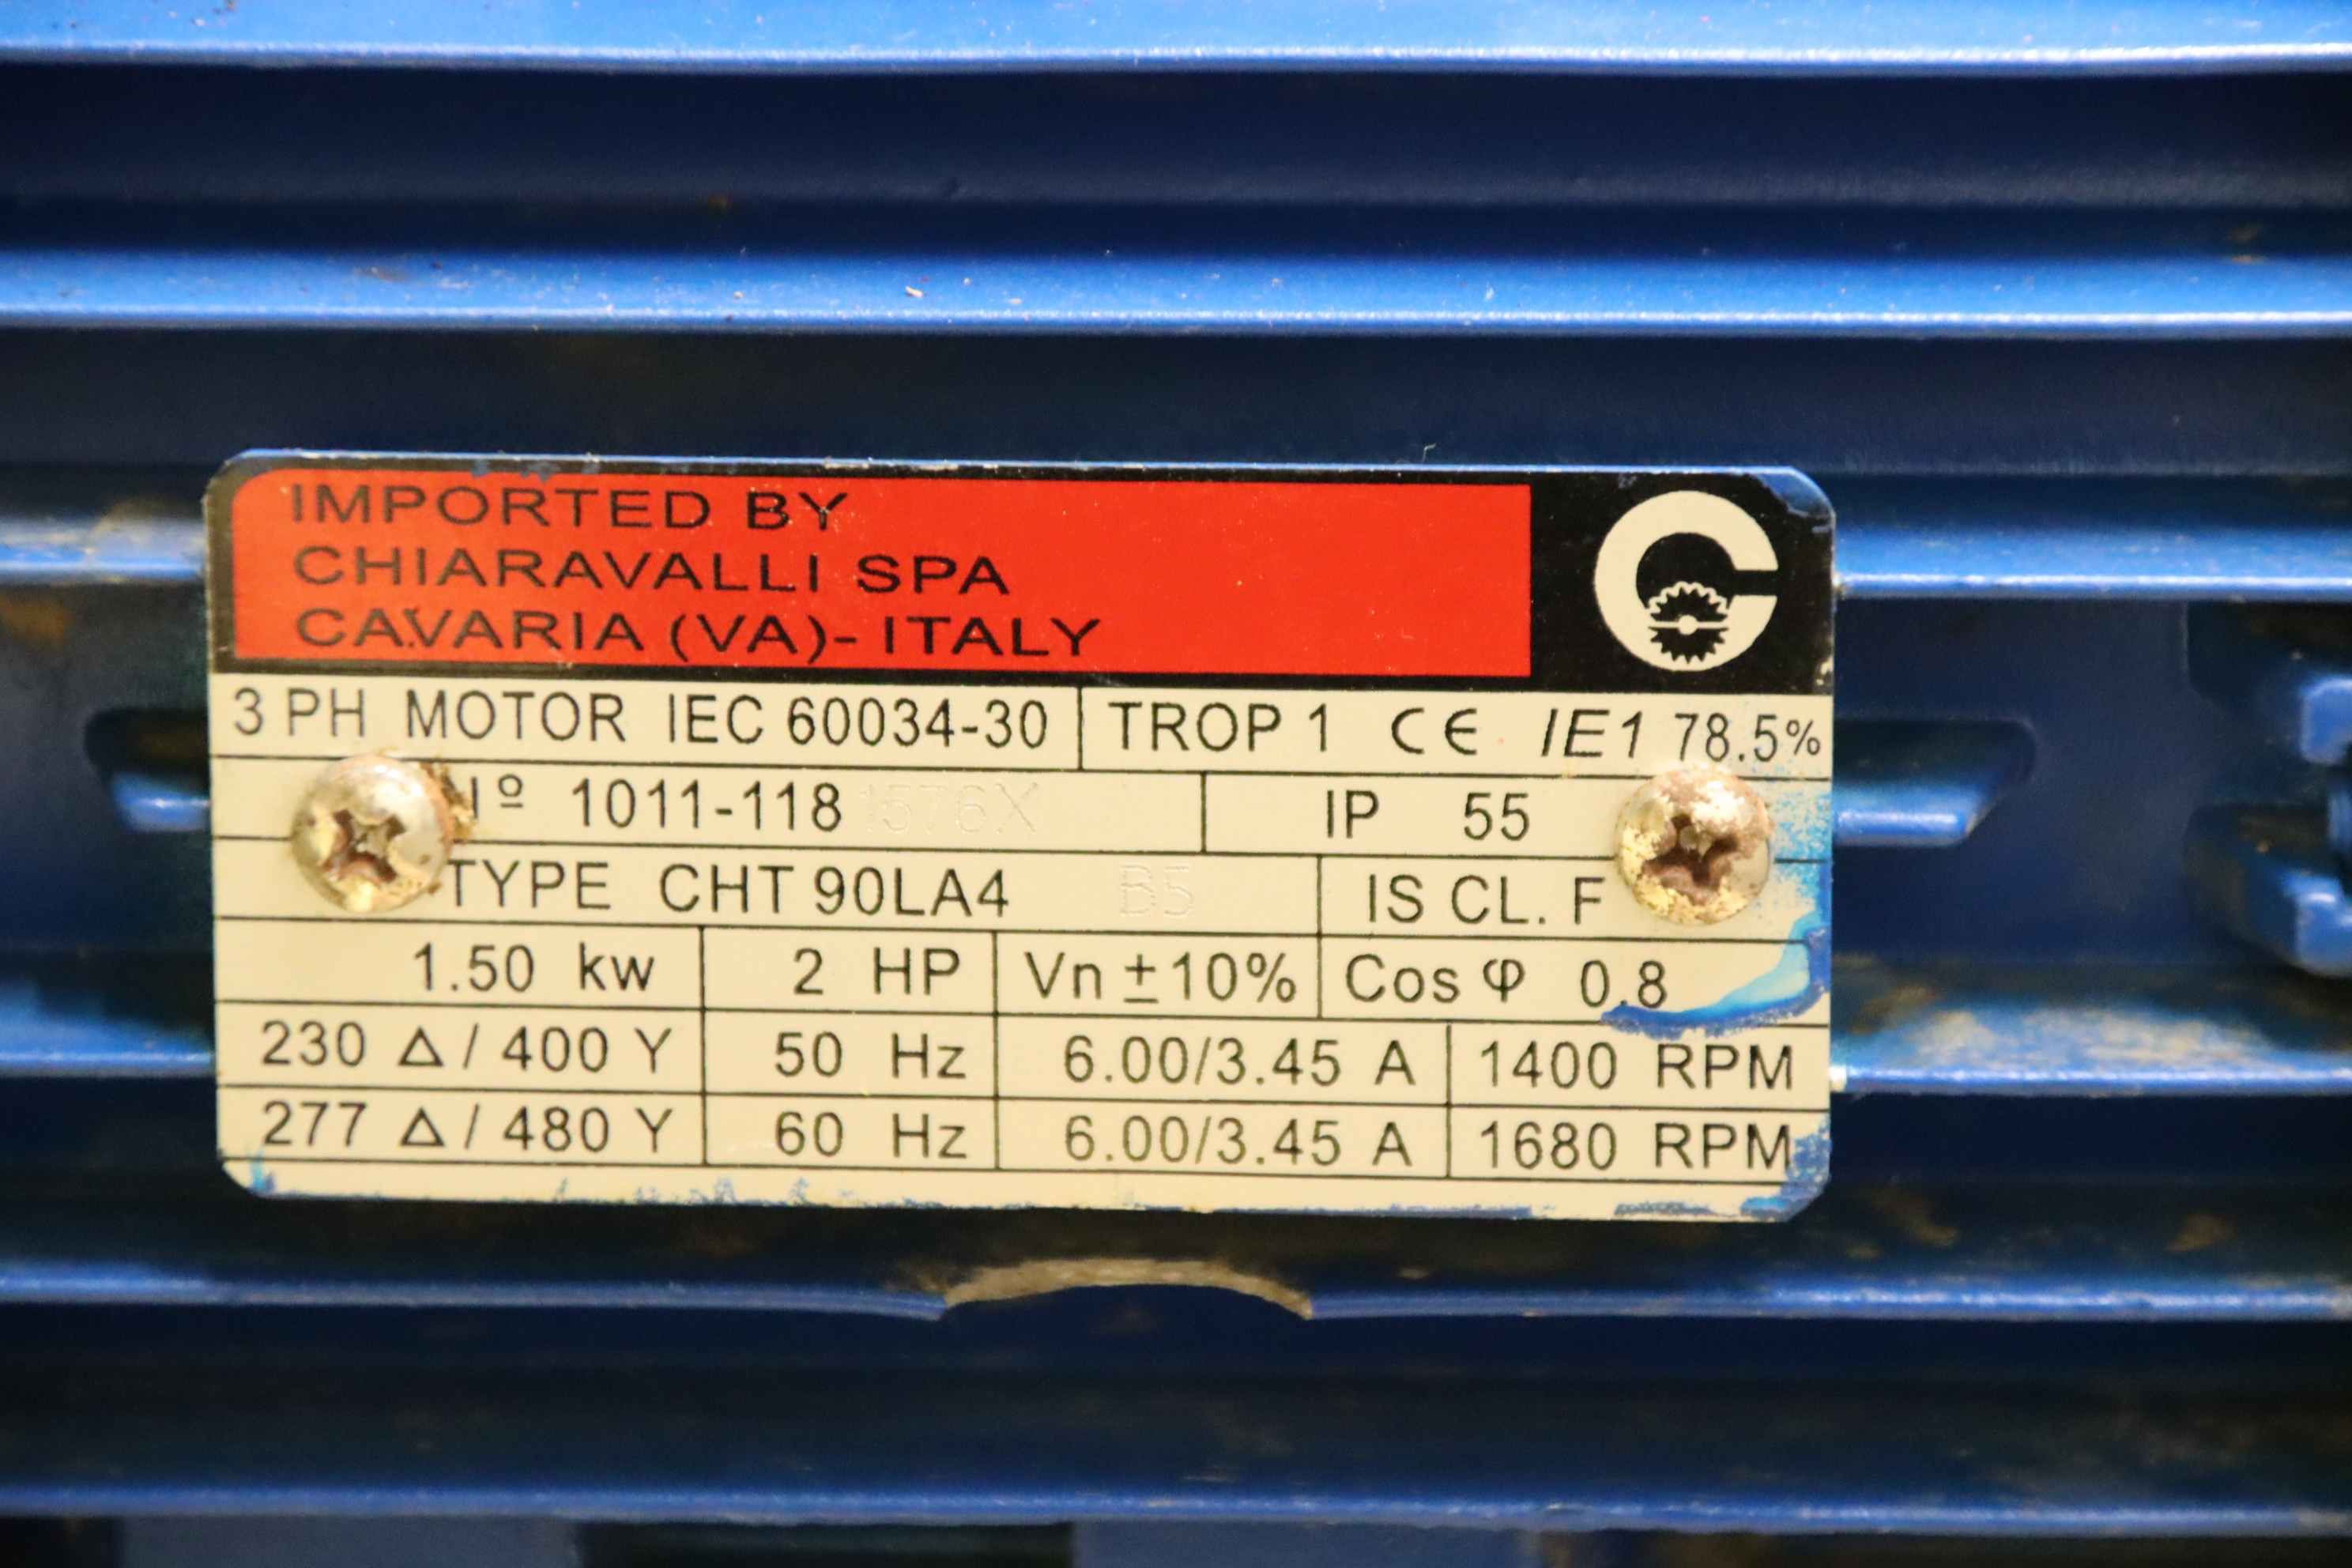 IMPORTED BY
CHIARAVALLI SPA
CAVARIA (VA)- ITALY
3 PH MOTOR IEC 60034-30 TROP 1 CE IE1 78.5%
Nº 1011-118 1576X IP 55
TYPE CHT 90LA4 B5 IS CL. F
1.50 kw 2 HP Vn ±10% Cos φ 0.8
230 Δ / 400 Y 50 Hz 6.00/3.45 A 1400 RPM
277 Δ / 480 Y 60 Hz 6.00/3.45 A 1680 RPM